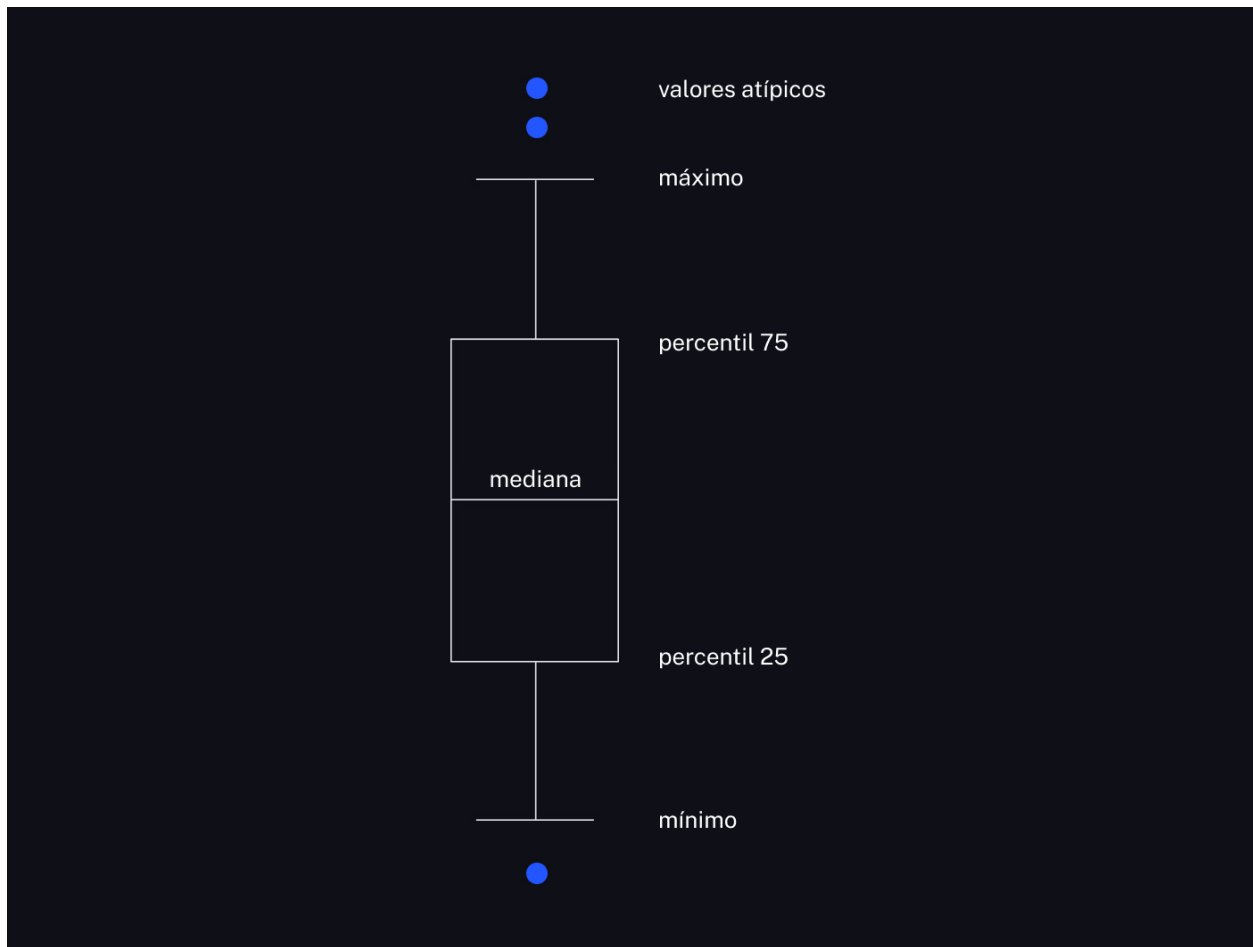 valores atípicos
máximo
percentil 75
mediana
percentil 25
mínimo